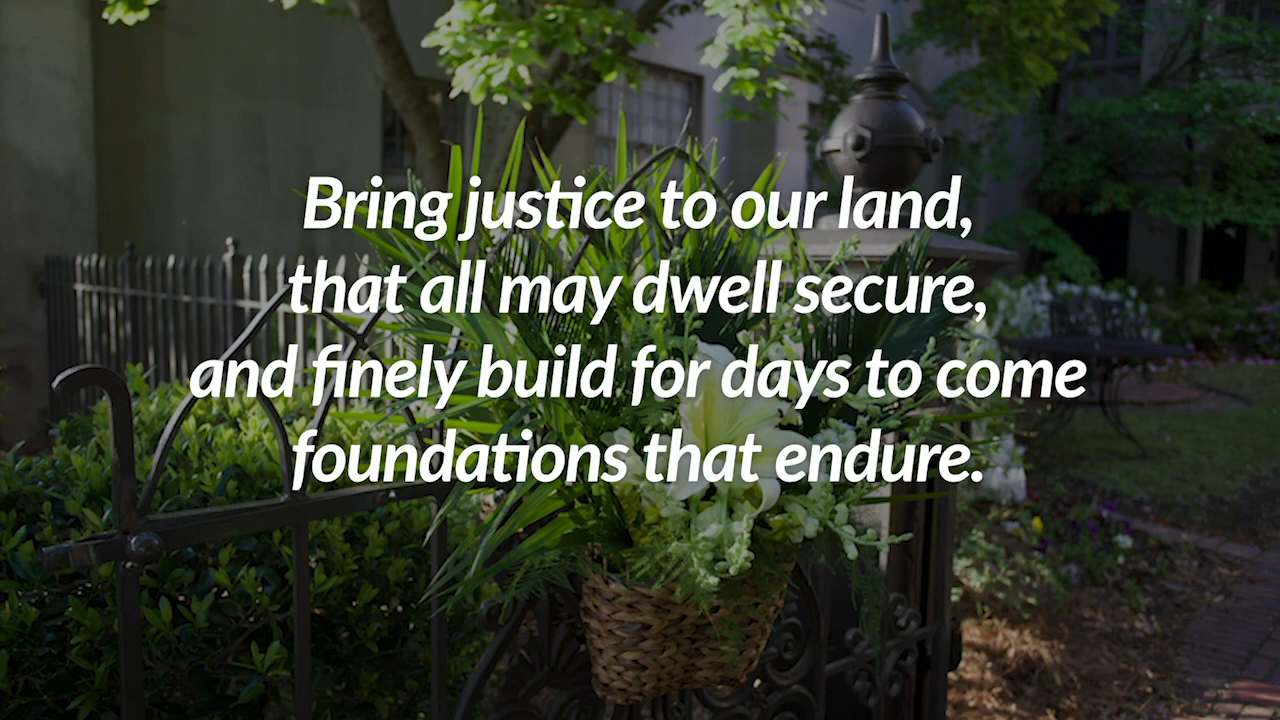 Bring justice to our land,
that all may dwell secure,
and finely build for days to come
foundations that endure.